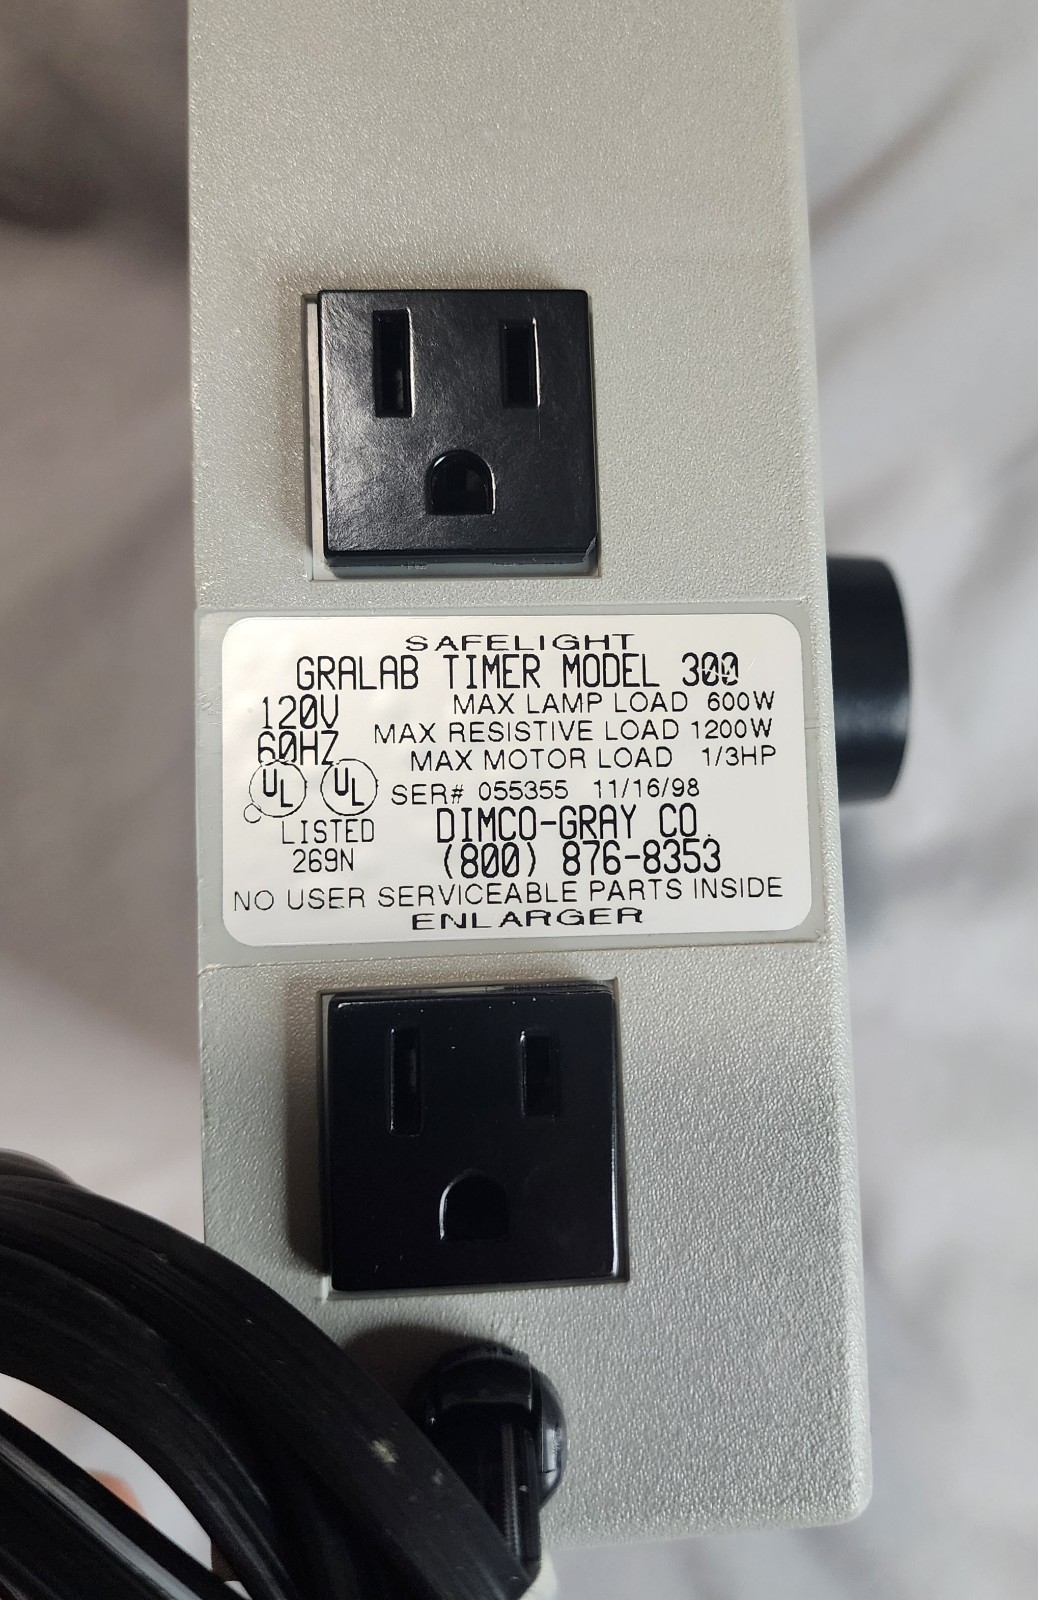 SAFELIGHT
GRALAB TIMER MODEL 300
120V MAX LAMP LOAD 600W
60HZ MAX RESISTIVE LOAD 1200W
MAX MOTOR LOAD 1/3HP
UL UL SER# 055355 11/16/98
LISTED DIMCO-GRAY CO.
269N (800) 876-8353
NO USER SERVICEABLE PARTS INSIDE
ENLARGER